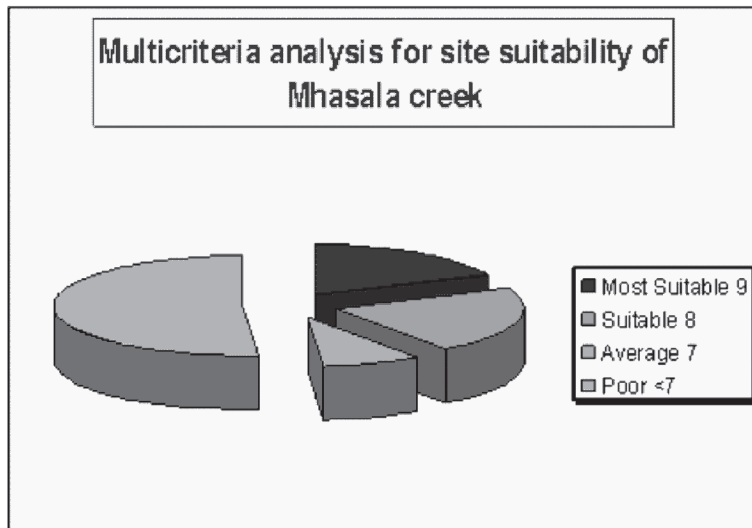 Multicriteria analysis for site suitability of
Mhasala creek
Most Suitable 9
Suitable 8
Average 7
Poor <7